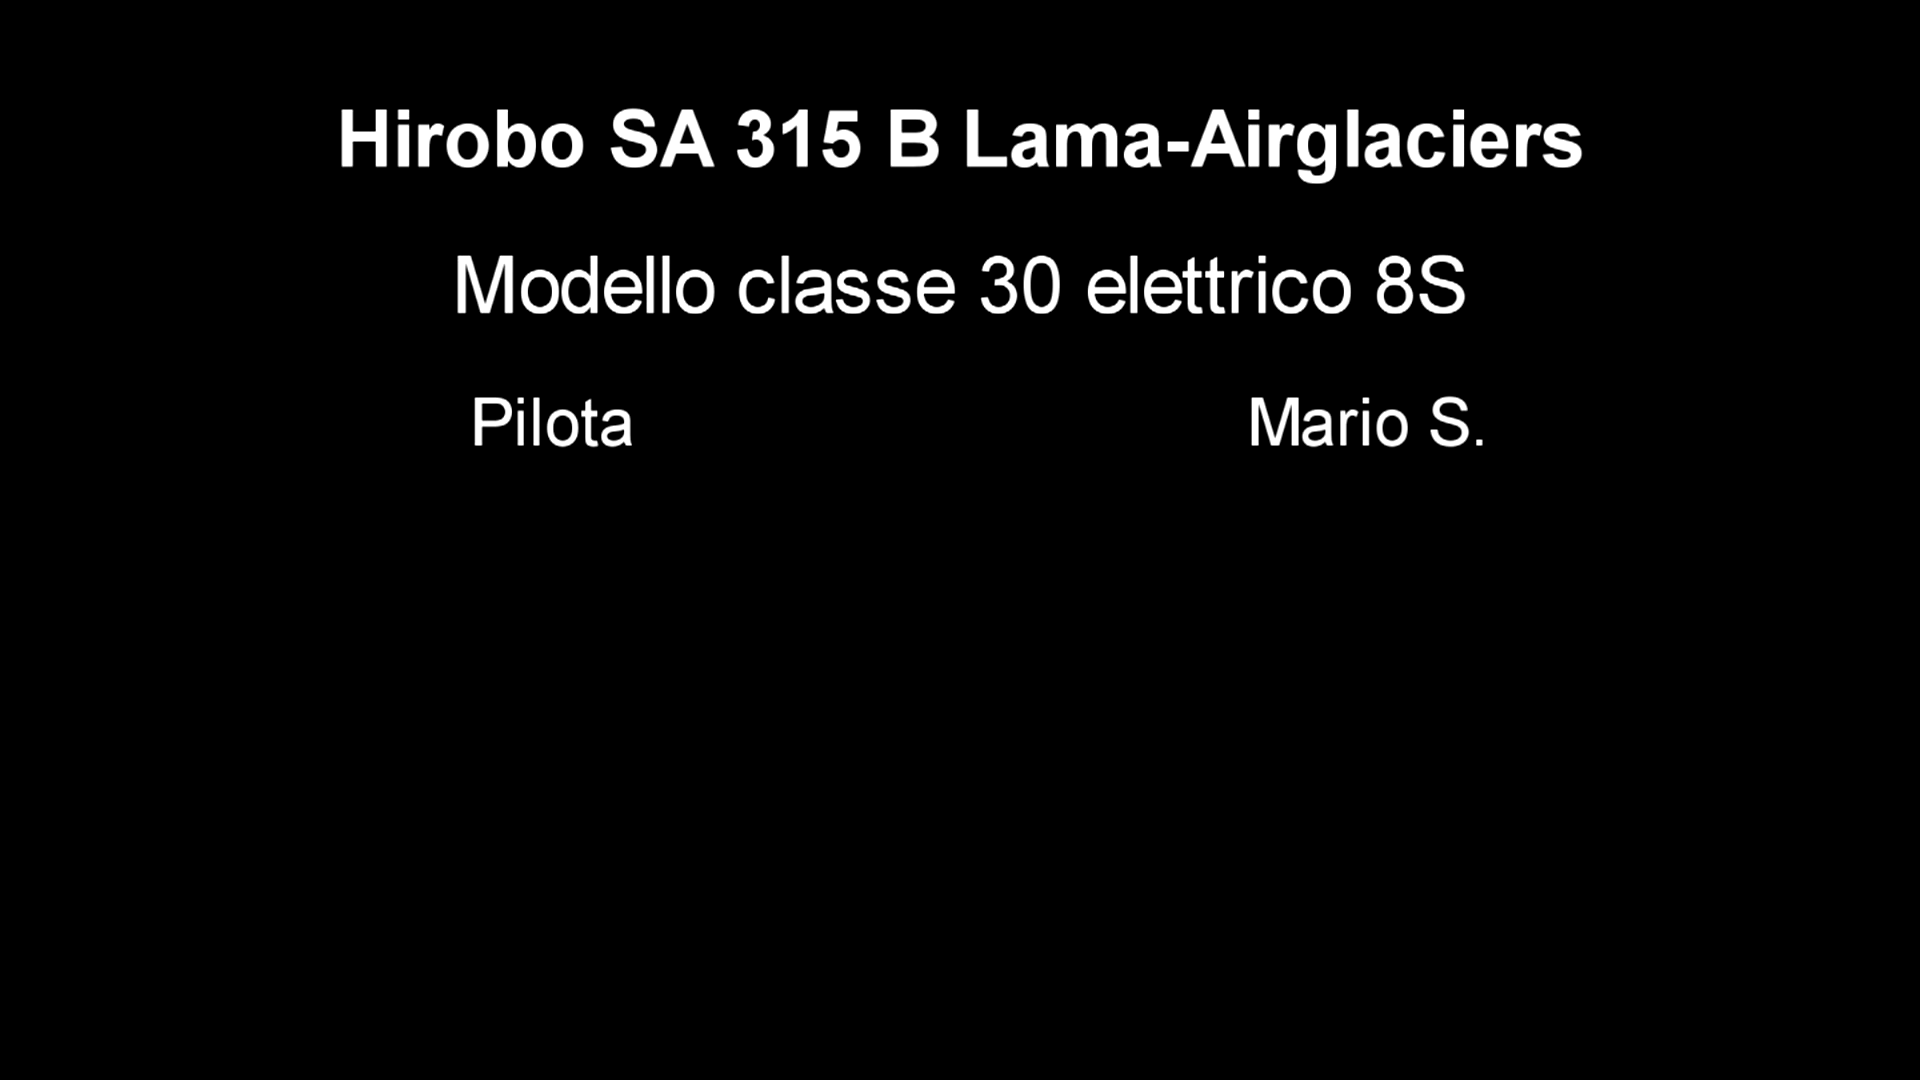 Hirobo SA 315 B Lama-Airglaciers
Modello classe 30 elettrico 8S
Pilota Mario S.